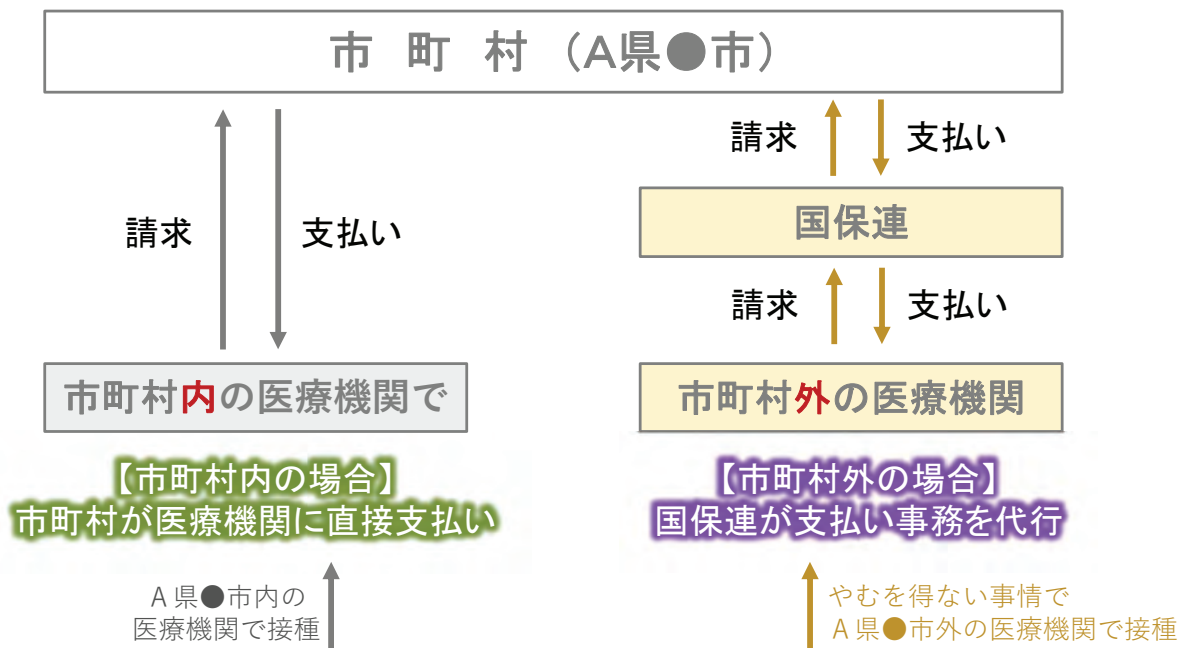 市 町 村 （A県●市）
請求
支払い
請求
支払い
国保連
請求
支払い
市町村内の医療機関で
市町村外の医療機関
【市町村内の場合】
市町村が医療機関に直接支払い
【市町村外の場合】
国保連が支払い事務を代行
A県●市内の
医療機関で接種
やむを得ない事情で
A県●市外の医療機関で接種